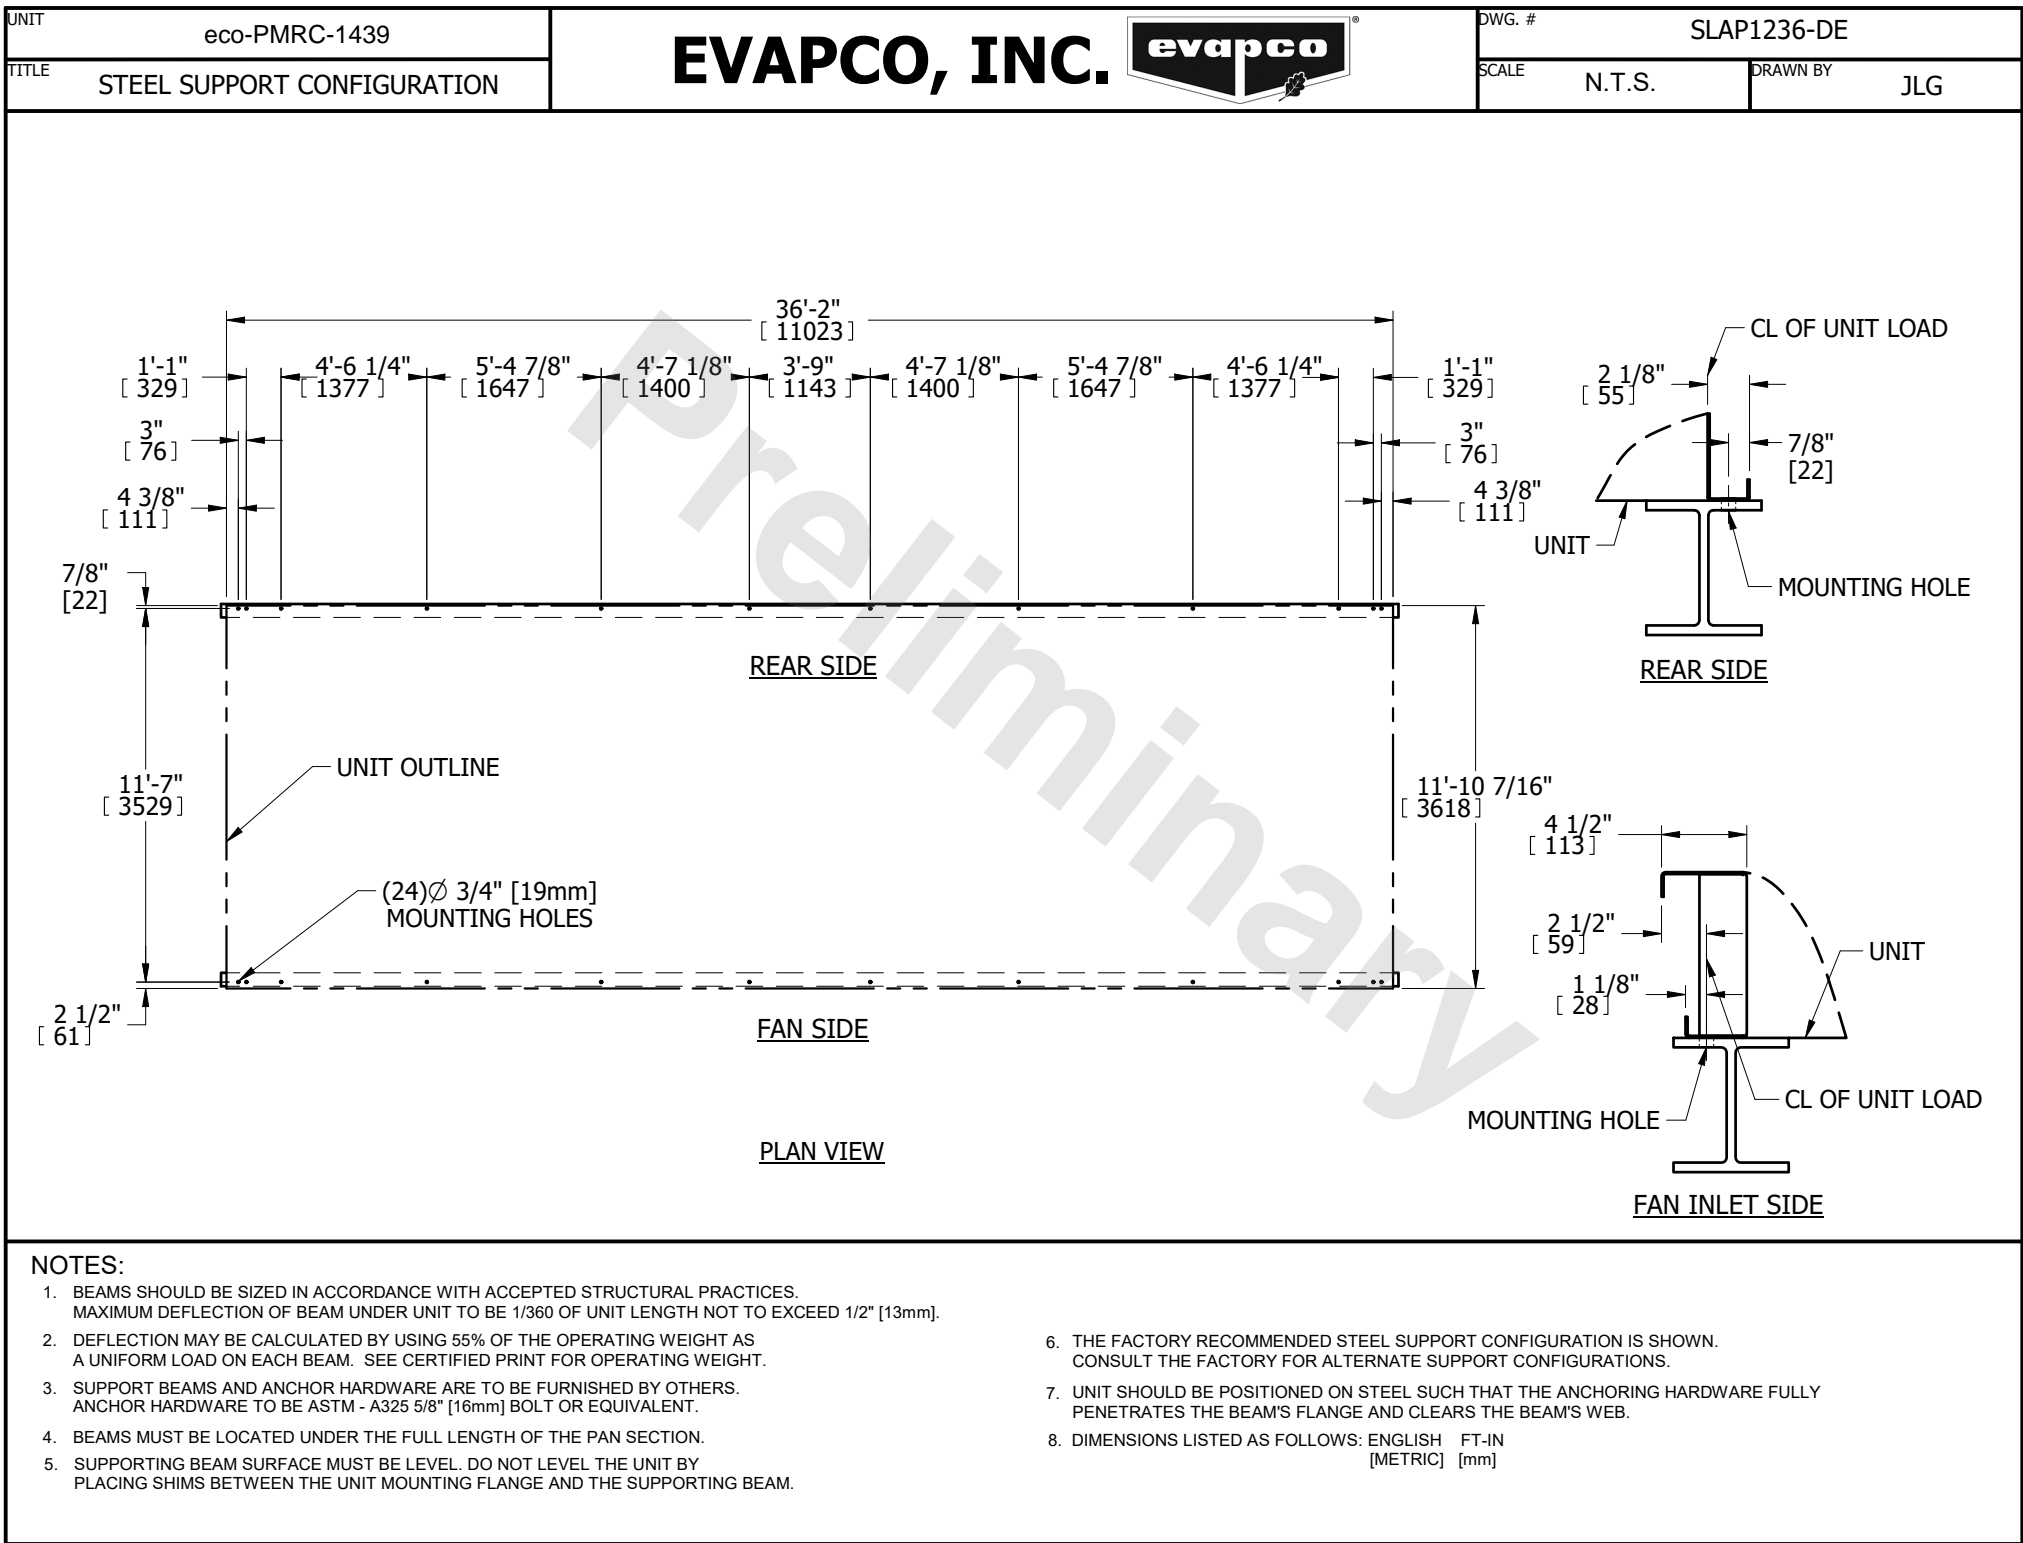 UNIT
eco-PMRC-1439
TITLE
STEEL SUPPORT CONFIGURATION
EVAPCO, INC.
evapco
®
DWG. #
SLAP1236-DE
SCALE
N.T.S.
DRAWN BY
JLG
36'-2"
[ 11023]
1'-1"
[ 329]
4'-6 1/4"
[ 1377 ]
5'-4 7/8"
[ 1647 ]
4'-7 1/8"
[ 1400 ]
3'-9"
[ 1143 ]
4'-7 1/8"
[ 1400 ]
5'-4 7/8"
[ 1647 ]
4'-6 1/4"
[ 1377 ]
1'-1"
[ 329]
3"
[ 76]
3"
[ 76]
4 3/8"
[ 111]
4 3/8"
[ 111]
7/8"
[22]
REAR SIDE
UNIT OUTLINE
11'-7"
[ 3529]
11'-10 7/16"
[ 3618]
(24)Ø 3/4" [19mm]
MOUNTING HOLES
2 1/2"
[ 61]
FAN SIDE
PLAN VIEW
Preliminary
CL OF UNIT LOAD
2 1/8"
[ 55]
7/8"
[22]
UNIT
MOUNTING HOLE
REAR SIDE
4 1/2"
[ 113]
2 1/2"
[ 59]
UNIT
1 1/8"
[ 28]
CL OF UNIT LOAD
MOUNTING HOLE
FAN INLET SIDE
NOTES:
1. BEAMS SHOULD BE SIZED IN ACCORDANCE WITH ACCEPTED STRUCTURAL PRACTICES.
MAXIMUM DEFLECTION OF BEAM UNDER UNIT TO BE 1/360 OF UNIT LENGTH NOT TO EXCEED 1/2" [13mm].
2. DEFLECTION MAY BE CALCULATED BY USING 55% OF THE OPERATING WEIGHT AS
A UNIFORM LOAD ON EACH BEAM. SEE CERTIFIED PRINT FOR OPERATING WEIGHT.
3. SUPPORT BEAMS AND ANCHOR HARDWARE ARE TO BE FURNISHED BY OTHERS.
ANCHOR HARDWARE TO BE ASTM - A325 5/8" [16mm] BOLT OR EQUIVALENT.
4. BEAMS MUST BE LOCATED UNDER THE FULL LENGTH OF THE PAN SECTION.
5. SUPPORTING BEAM SURFACE MUST BE LEVEL. DO NOT LEVEL THE UNIT BY
PLACING SHIMS BETWEEN THE UNIT MOUNTING FLANGE AND THE SUPPORTING BEAM.
6. THE FACTORY RECOMMENDED STEEL SUPPORT CONFIGURATION IS SHOWN.
CONSULT THE FACTORY FOR ALTERNATE SUPPORT CONFIGURATIONS.
7. UNIT SHOULD BE POSITIONED ON STEEL SUCH THAT THE ANCHORING HARDWARE FULLY
PENETRATES THE BEAM'S FLANGE AND CLEARS THE BEAM'S WEB.
8. DIMENSIONS LISTED AS FOLLOWS: ENGLISH FT-IN
[METRIC] [mm]